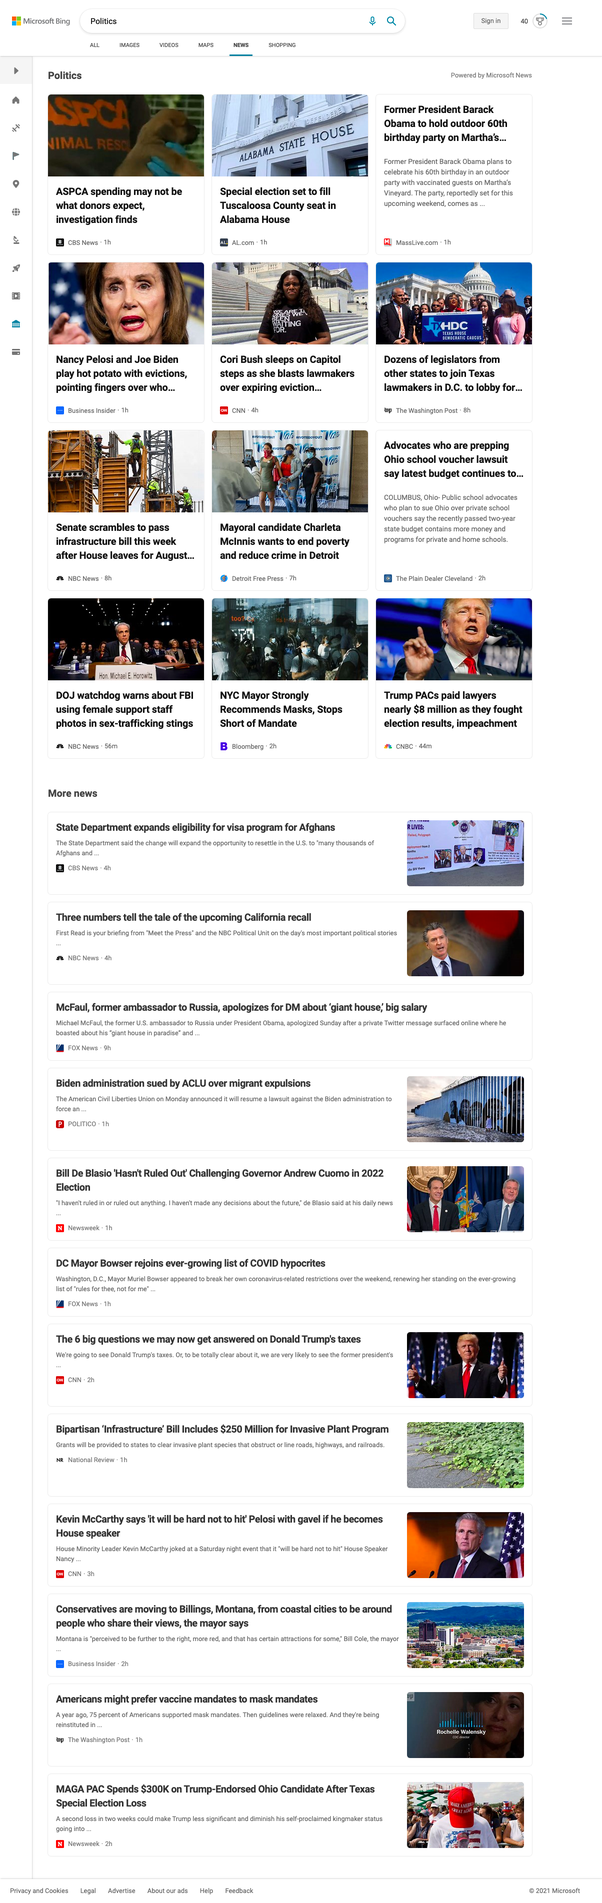 Microsoft Bing
Politics
Sign in
40
ALL
IMAGES
VIDEOS
MAPS
NEWS
SHOPPING
Politics
Powered by Microsoft News
ASPCA
NIMAL RESC
ASPCA spending may not be
what donors expect,
investigation finds
CBS News · 1h
ALABAMA STATE HOUSE
Special election set to fill
Tuscaloosa County seat in
Alabama House
AL.com · 1h
Former President Barack
Obama to hold outdoor 60th
birthday party on Martha's...
Former President Barack Obama plans to
celebrate his 60th birthday in an outdoor
party with vaccinated guests on Martha's
Vineyard. The party, reportedly set for this
upcoming weekend, comes as ...
MassLive.com · 1h
Nancy Pelosi and Joe Biden
play hot potato with evictions,
pointing fingers over who...
Business Insider · 1h
BEEN
WAITING
FOR.
Cori Bush sleeps on Capitol
steps as she blasts lawmakers
over expiring eviction...
CNN · 4h
HDC
TEXAS HOUSE
DEMOCRATIC CAUCUS
Dozens of legislators from
other states to join Texas
lawmakers in D.C. to lobby for...
The Washington Post · 8h
Senate scrambles to pass
infrastructure bill this week
after House leaves for August...
NBC News · 8h
Mayoral candidate Charleta
McInnis wants to end poverty
and reduce crime in Detroit
Detroit Free Press · 7h
Advocates who are prepping
Ohio school voucher lawsuit
say latest budget continues to...
COLUMBUS, Ohio- Public school advocates
who plan to sue Ohio over private school
vouchers say the recently passed two-year
state budget contains more money and
programs for private and home schools.
The Plain Dealer Cleveland · 2h
Hon. Michael E. Horowitz
DOJ watchdog warns about FBI
using female support staff
photos in sex-trafficking stings
NBC News · 56m
NYC Mayor Strongly
Recommends Masks, Stops
Short of Mandate
Bloomberg · 2h
Trump PACs paid lawyers
nearly $8 million as they fought
election results, impeachment
CNBC · 44m
More news
State Department expands eligibility for visa program for Afghans
The State Department said the change will expand the opportunity to resettle in the U.S. to "many thousands of
Afghans and ...
CBS News · 4h
R LIVES:
Three numbers tell the tale of the upcoming California recall
First Read is your briefing from "Meet the Press" and the NBC Political Unit on the day's most important political stories
...
NBC News · 4h
McFaul, former ambassador to Russia, apologizes for DM about 'giant house,' big salary
Michael McFaul, the former U.S. ambassador to Russia under President Obama, apologized Sunday after a private Twitter message surfaced online where he
boasted about his "giant house in paradise" and ...
FOX News · 9h
Biden administration sued by ACLU over migrant expulsions
The American Civil Liberties Union on Monday announced it will resume a lawsuit against the Biden administration to
force an ...
POLITICO · 1h
Bill De Blasio 'Hasn't Ruled Out' Challenging Governor Andrew Cuomo in 2022
Election
"I haven't ruled in or ruled out anything. I haven't made any decisions about the future," de Blasio said at his daily news
...
Newsweek · 1h
DC Mayor Bowser rejoins ever-growing list of COVID hypocrites
Washington, D.C., Mayor Muriel Bowser appeared to break her own coronavirus-related restrictions over the weekend, renewing her standing on the ever-growing
list of "rules for thee, not for me" ...
FOX News · 1h
The 6 big questions we may now get answered on Donald Trump's taxes
We're going to see Donald Trump's taxes. Or, to be totally clear about it, we are very likely to see the former president's
...
CNN · 2h
Bipartisan 'Infrastructure' Bill Includes $250 Million for Invasive Plant Program
Grants will be provided to states to clear invasive plant species that obstruct or line roads, highways, and railroads.
NR National Review · 1h
Kevin McCarthy says 'it will be hard not to hit' Pelosi with gavel if he becomes
House speaker
House Minority Leader Kevin McCarthy joked at a Saturday night event that it "will be hard not to hit" House Speaker
Nancy ...
CNN · 3h
Conservatives are moving to Billings, Montana, from coastal cities to be around
people who share their views, the mayor says
Montana is "perceived to be further to the right, more red, and that has certain attractions for some," Bill Cole, the mayor
...
Business Insider · 2h
Americans might prefer vaccine mandates to mask mandates
A year ago, 75 percent of Americans supported mask mandates. Then guidelines were relaxed. And they're being
reinstituted in ...
The Washington Post · 1h
Rochelle Walensky
MAGA PAC Spends $300K on Trump-Endorsed Ohio Candidate After Texas
Special Election Loss
A second loss in two weeks could make Trump less significant and diminish his self-proclaimed kingmaker status
going into ...
Newsweek · 2h
Privacy and Cookies
Legal
Advertise
About our ads
Help
Feedback
© 2021 Microsoft